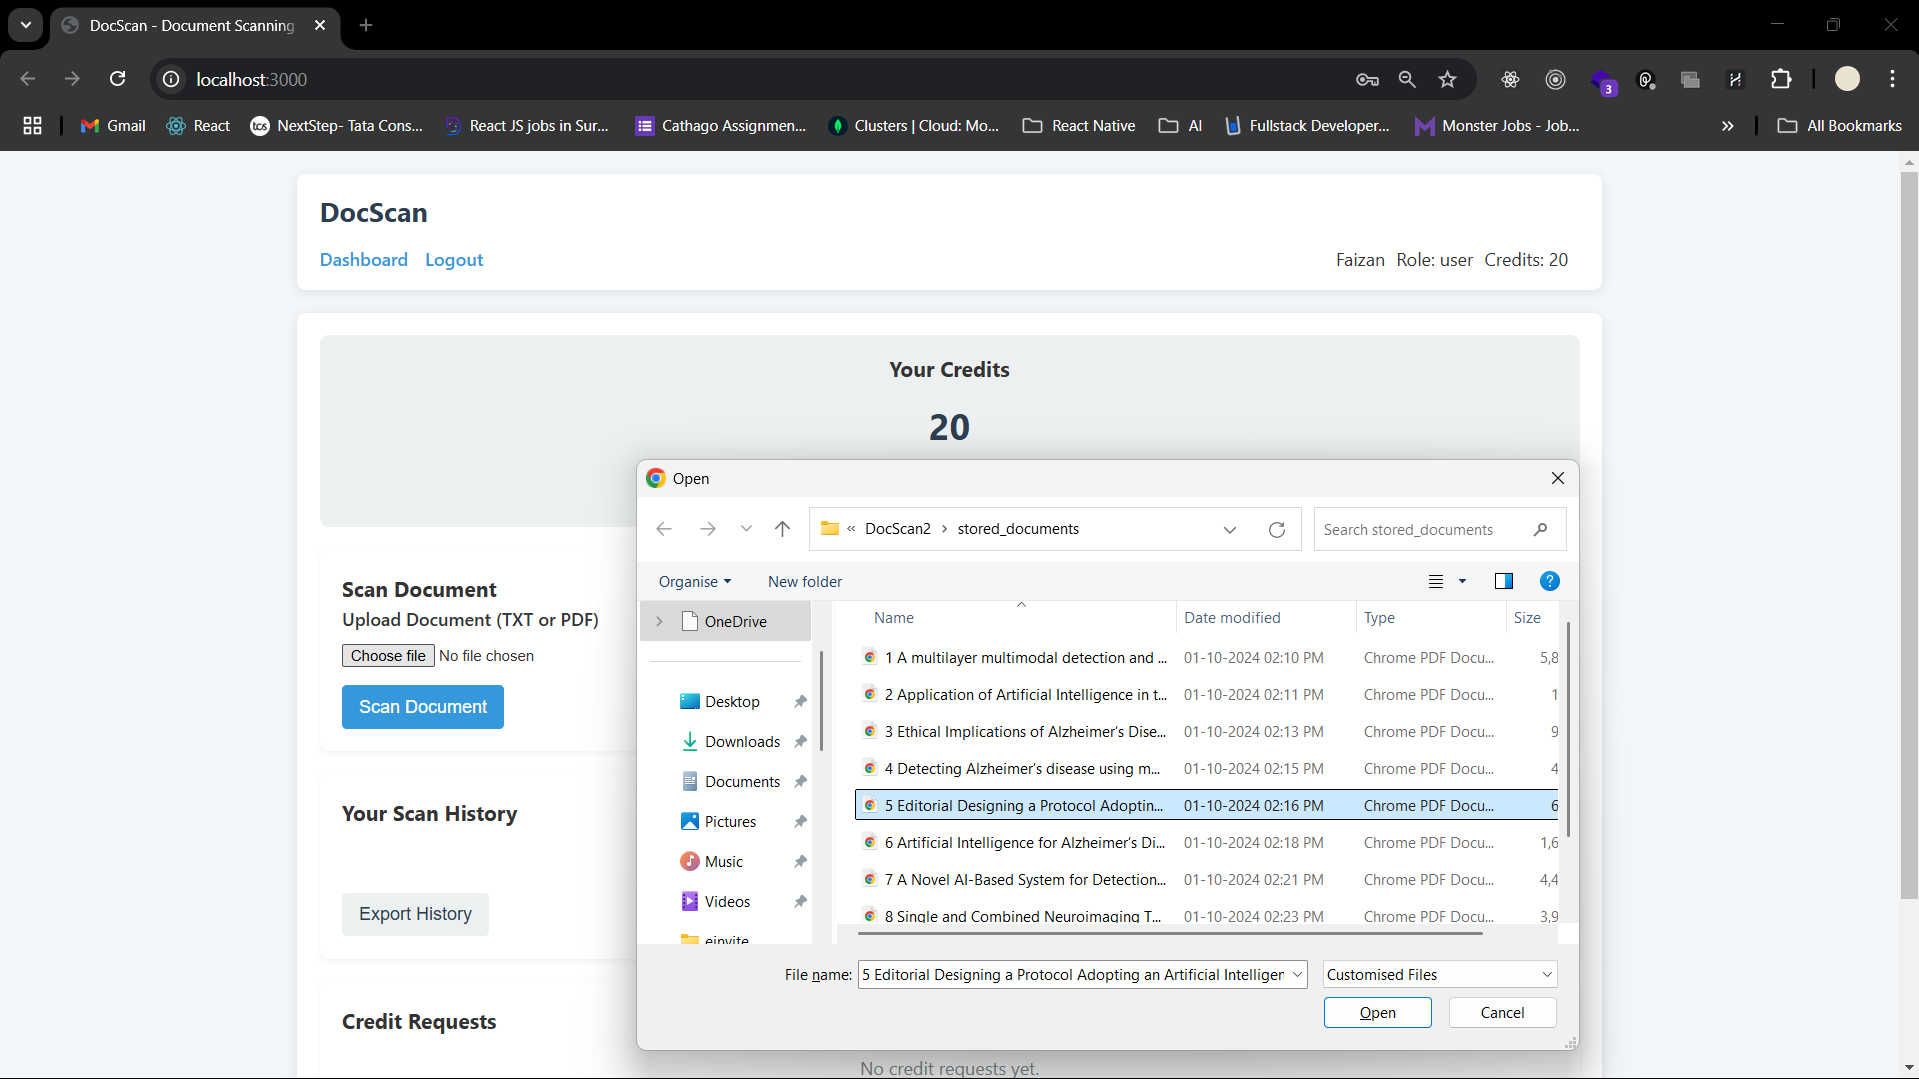 DocScan - Document Scanning
localhost:3000
3
Gmail
React
tcs NextStep- Tata Cons...
React JS jobs in Sur...
Cathago Assignmen...
Clusters | Cloud: Mo...
React Native
AI
Fullstack Developer...
Monster Jobs - Job...
All Bookmarks
DocScan
Dashboard Logout
Faizan Role: user Credits: 20
Your Credits
20
Scan Document
Upload Document (TXT or PDF)
Choose file No file chosen
Scan Document
Your Scan History
Export History
Credit Requests
No credit requests yet.
Open
« DocScan2 › stored_documents
Search stored_documents
Organise New folder
OneDrive
Desktop
Downloads
Documents
Pictures
Music
Videos
einvite
Name Date modified Type Size
1 A multilayer multimodal detection and ... 01-10-2024 02:10 PM Chrome PDF Docu... 5,8
2 Application of Artificial Intelligence in t... 01-10-2024 02:11 PM Chrome PDF Docu... 1
3 Ethical Implications of Alzheimer's Dise... 01-10-2024 02:13 PM Chrome PDF Docu... 9
4 Detecting Alzheimer's disease using m... 01-10-2024 02:15 PM Chrome PDF Docu... 4
5 Editorial Designing a Protocol Adoptin... 01-10-2024 02:16 PM Chrome PDF Docu... 6
6 Artificial Intelligence for Alzheimer's Di... 01-10-2024 02:18 PM Chrome PDF Docu... 1,6
7 A Novel AI-Based System for Detection... 01-10-2024 02:21 PM Chrome PDF Docu... 4,4
8 Single and Combined Neuroimaging T... 01-10-2024 02:23 PM Chrome PDF Docu... 3,9
File name: 5 Editorial Designing a Protocol Adopting an Artificial Intelligen
Customised Files
Open Cancel